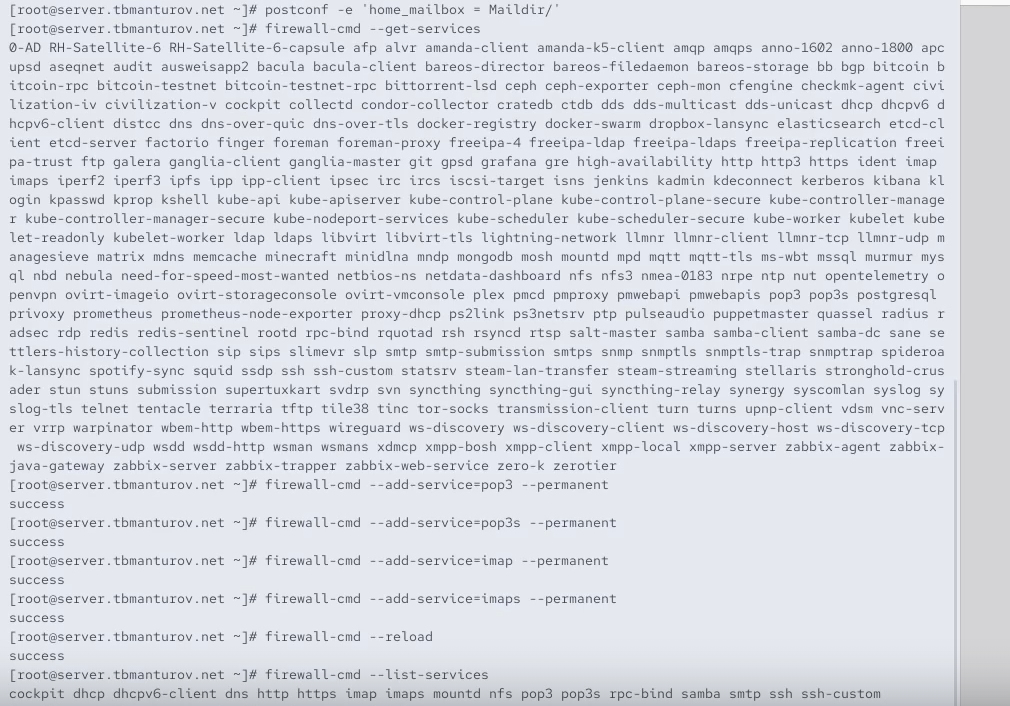 [root@server.tbmanturov.net ~]# postconf -e 'home_mailbox = Maildir/'
[root@server.tbmanturov.net ~]# firewall-cmd --get-services
0-AD RH-Satellite-6 RH-Satellite-6-capsule afp alvr amanda-client amanda-k5-client amqp amqps anno-1602 anno-1800 apc
upsd aseqnet audit ausweisapp2 bacula bacula-client bareos-director bareos-filedaemon bareos-storage bb bgp bitcoin b
itcoin-rpc bitcoin-testnet bitcoin-testnet-rpc bittorrent-lsd ceph ceph-exporter ceph-mon cfengine checkmk-agent civi
lization-iv civilization-v cockpit collectd condor-collector cratedb ctdb dds dds-multicast dds-unicast dhcp dhcpv6 d
hcpv6-client distcc dns dns-over-quic dns-over-tls docker-registry docker-swarm dropbox-lansync elasticsearch etcd-cl
ient etcd-server factorio finger foreman foreman-proxy freeipa-4 freeipa-ldap freeipa-ldaps freeipa-replication freei
pa-trust ftp galera ganglia-client ganglia-master git gpsd grafana gre high-availability http http3 https ident imap
imaps iperf2 iperf3 ipfs ipp ipp-client ipsec irc ircs iscsi-target isns jenkins kadmin kdeconnect kerberos kibana kl
ogin kpasswd kprop kshell kube-api kube-apiserver kube-control-plane kube-control-plane-secure kube-controller-manage
r kube-controller-manager-secure kube-nodeport-services kube-scheduler kube-scheduler-secure kube-worker kubelet kube
let-readonly kubelet-worker ldap ldaps libvirt libvirt-tls lightning-network llmnr llmnr-client llmnr-tcp llmnr-udp m
anagesieve matrix mdns memcache minecraft minidlna mndp mongodb mosh mountd mpd mqtt mqtt-tls ms-wbt mssql murmur mys
ql nbd nebula need-for-speed-most-wanted netbios-ns netdata-dashboard nfs nfs3 nmea-0183 nrpe ntp nut opentelemetry o
penvpn ovirt-imageio ovirt-storageconsole ovirt-vmconsole plex pmcd pmproxy pmwebapi pmwebapis pop3 pop3s postgresql
privoxy prometheus prometheus-node-exporter proxy-dhcp ps2link ps3netsrv ptp pulseaudio puppetmaster quassel radius r
adsec rdp redis redis-sentinel rootd rpc-bind rquotad rsh rsyncd rtsp salt-master samba samba-client samba-dc sane se
ttlers-history-collection sip sips slimevr slp smtp smtp-submission smtps snmp snmptls snmptls-trap snmptrap spideroa
k-lansync spotify-sync squid ssdp ssh ssh-custom statsrv steam-lan-transfer steam-streaming stellaris stronghold-crus
ader stun stuns submission supertuxkart svdrp svn syncthing syncthing-gui syncthing-relay synergy syscomlan syslog sy
slog-tls telnet tentacle terraria tftp tile38 tinc tor-socks transmission-client turn turns upnp-client vdsm vnc-serv
er vrrp warpinator wbem-http wbem-https wireguard ws-discovery ws-discovery-client ws-discovery-host ws-discovery-tcp
ws-discovery-udp wsdd wsdd-http wsman wsmans xdmcp xmpp-bosh xmpp-client xmpp-local xmpp-server zabbix-agent zabbix-
java-gateway zabbix-server zabbix-trapper zabbix-web-service zero-k zerotier
[root@server.tbmanturov.net ~]# firewall-cmd --add-service=pop3 --permanent
success
[root@server.tbmanturov.net ~]# firewall-cmd --add-service=pop3s --permanent
success
[root@server.tbmanturov.net ~]# firewall-cmd --add-service=imap --permanent
success
[root@server.tbmanturov.net ~]# firewall-cmd --add-service=imaps --permanent
success
[root@server.tbmanturov.net ~]# firewall-cmd --reload
success
[root@server.tbmanturov.net ~]# firewall-cmd --list-services
cockpit dhcp dhcpv6-client dns http https imap imaps mountd nfs pop3 pop3s rpc-bind samba smtp ssh ssh-custom